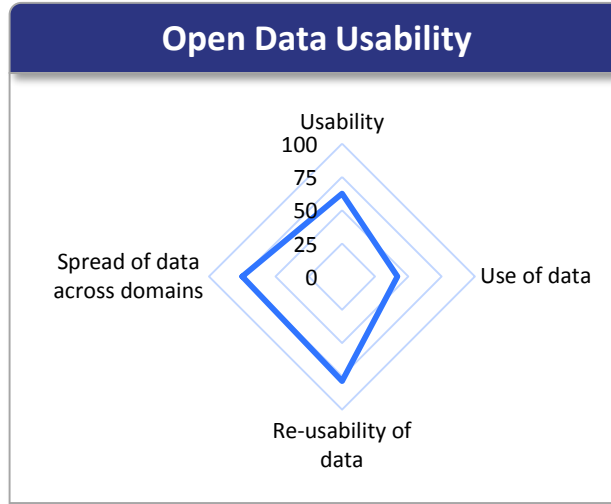 Open Data Usability
Usability
100
75
50
25
0
Spread of data
across domains
Use of data
Re-usability of
data